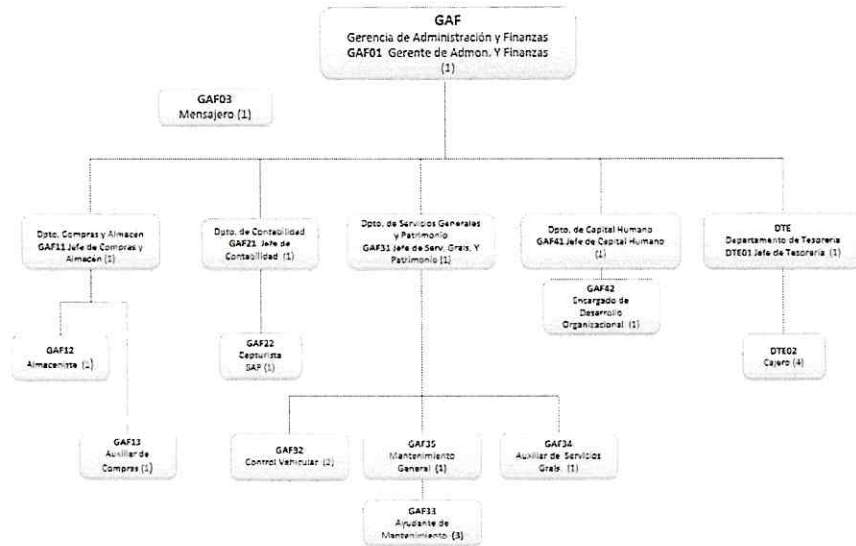 GAF
Gerencia de Administración y Finanzas
GAF01 Gerente de Admon. Y Finanzas
(1)
GAF03
Mensajero (1)
Dpto. Compras y Almacen
GAF11 Jefe de Compras y
Almacén (1)
Dpto. de Contabilidad
GAF21 Jefe de
Contabilidad (1)
Dpto. de Servicios Generales
y Patrimonio
GAF31 Jefe de Serv. Grals. Y
Patrimonio (1)
Dpto. de Capital Humano
GAF41 Jefe de Capital Humano
(1)
DTE
Departamento de Tesoreria
DTE01 Jefe de Tesoreria (1)
GAF42
Encargado de
Desarrollo
Organizacional (1)
GAF12
Almacenista (1)
GAF22
Capturista
SAP (1)
DTE02
Cajero (4)
GAF13
Auxiliar de
Compras (1)
GAF32
Control Vehicular (2)
GAF35
Mantenimiento
General (1)
GAF34
Auxiliar de Servicios
Grals. (1)
GAF33
Ayudante de
Mantenimiento (3)